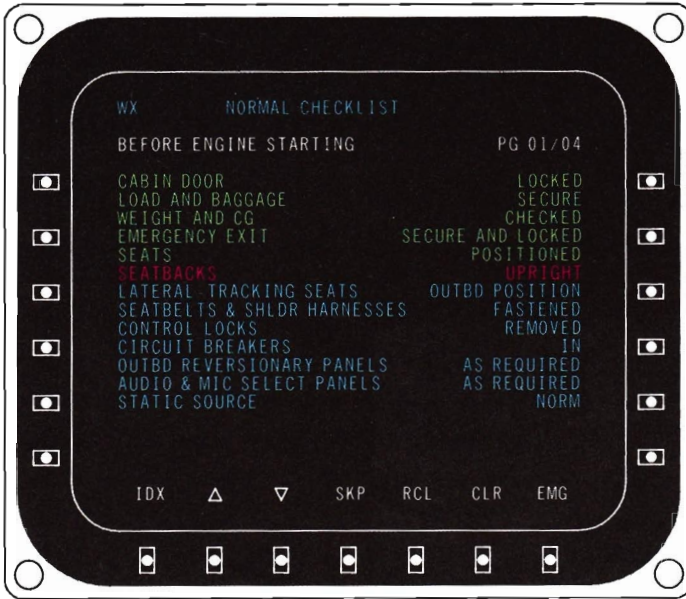 WX NORMAL CHECKLIST
BEFORE ENGINE STARTING PG 01/04
CABIN DOOR LOCKED
LOAD AND BAGGAGE SECURE
WEIGHT AND CG CHECKED
EMERGENCY EXIT SECURE AND LOCKED
SEATS POSITIONED
SEATBACKS UPRIGHT
LATERAL TRACKING SEATS OUTBD POSITION
SEATBELTS & SHLDR HARNESSES FASTENED
CONTROL LOCKS REMOVED
CIRCUIT BREAKERS IN
OUTBD REVERSIONARY PANELS AS REQUIRED
AUDIO & MIC SELECT PANELS AS REQUIRED
STATIC SOURCE NORM
IDX △ ▽ SKP RCL CLR EMG